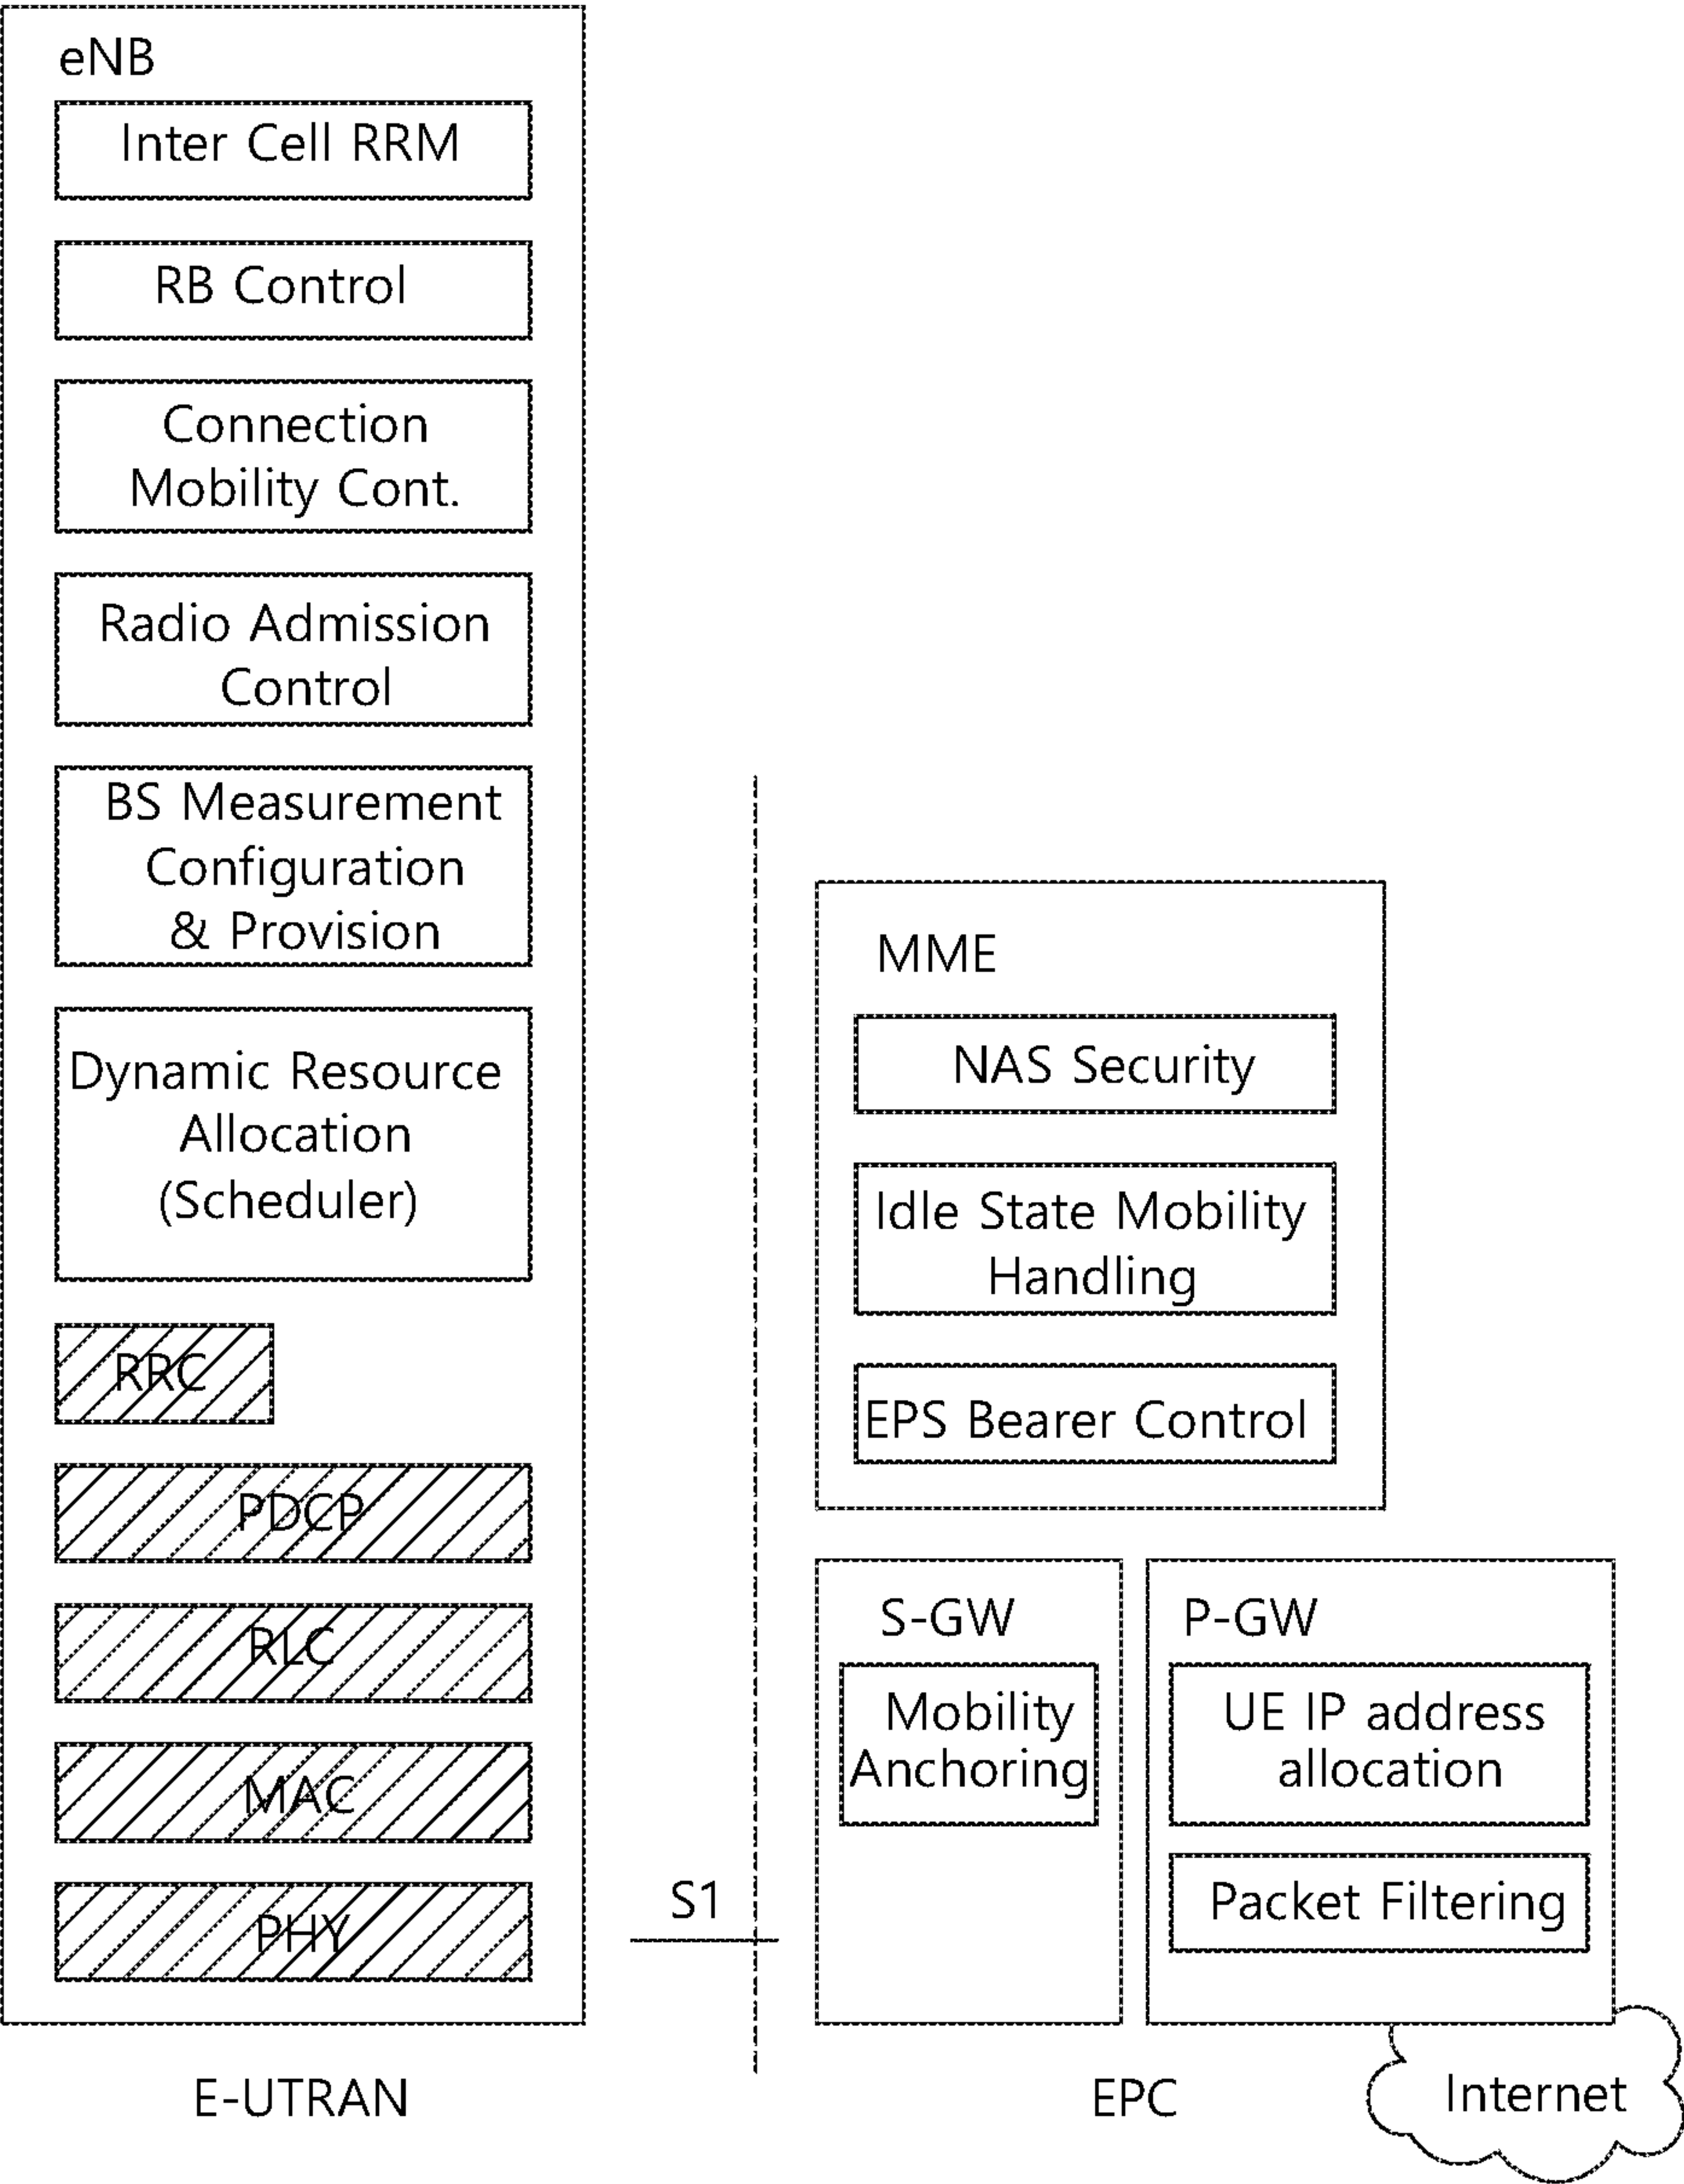 eNB
Inter Cell RRM
RB Control
Connection
Mobility Cont.
Radio Admission
Control
BS Measurement
Configuration
& Provision
Dynamic Resource
Allocation
(Scheduler)
RRC
PDCP
RLC
MAC
PHY
S1
MME
NAS Security
Idle State Mobility
Handling
EPS Bearer Control
S-GW
Mobility
Anchoring
P-GW
UE IP address
allocation
Packet Filtering
E-UTRAN
EPC
Internet